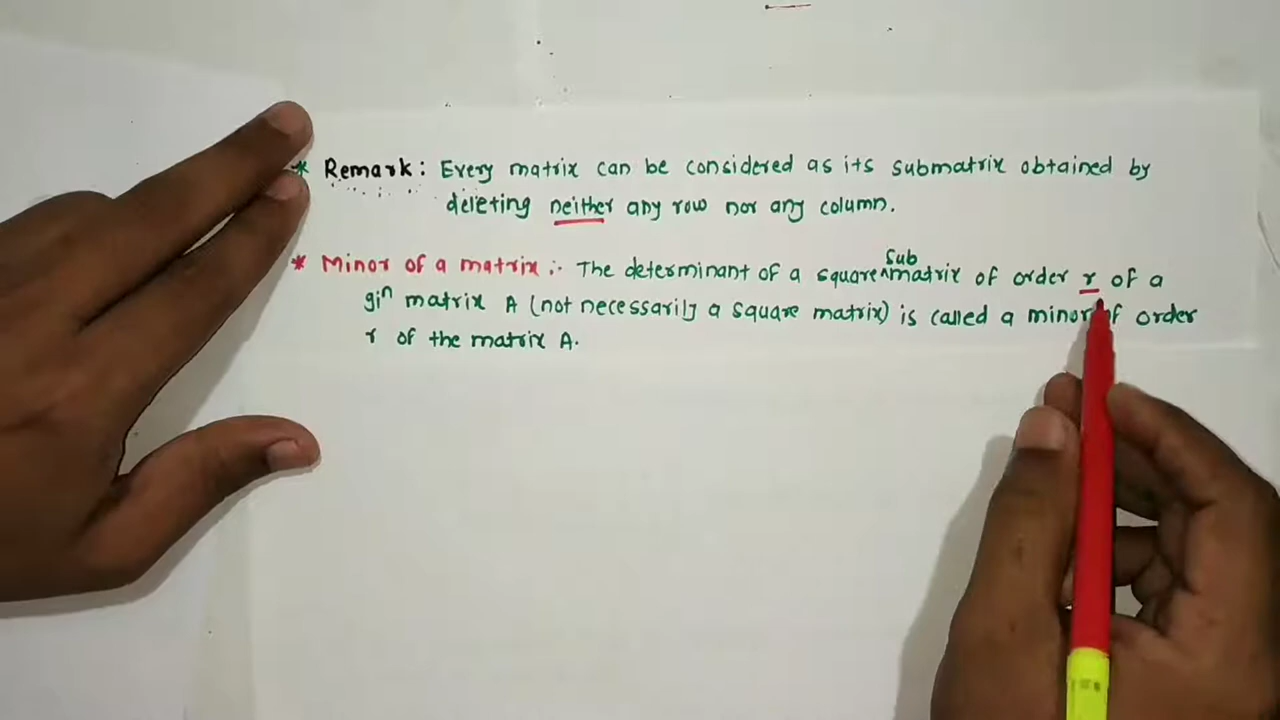 * Remark: Every matrix can be considered as its submatrix obtained by
deleting neither any row nor any column.
* Minor of a matrix :- The determinant of a square submatrix of order r of a
giⁿ matrix A (not necessarily a square matrix) is called a minor of order
r of the matrix A.